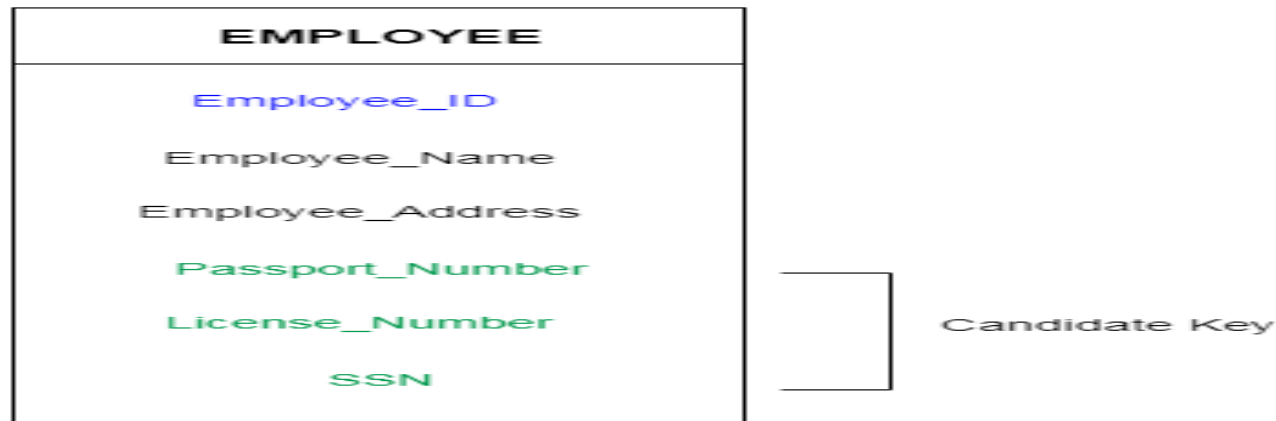 EMPLOYEE
Employee_ID
Employee_Name
Employee_Address
Passport_Number
License_Number
Candidate Key
SSN